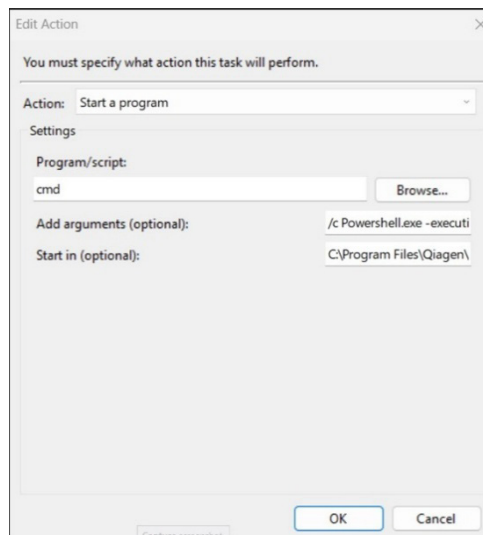 Edit Action
You must specify what action this task will perform.
Action: Start a program
Settings
Program/script:
cmd
Browse...
Add arguments (optional): /c Powershell.exe -executi
Start in (optional): C:\Program Files\Qiagen\
OK Cancel